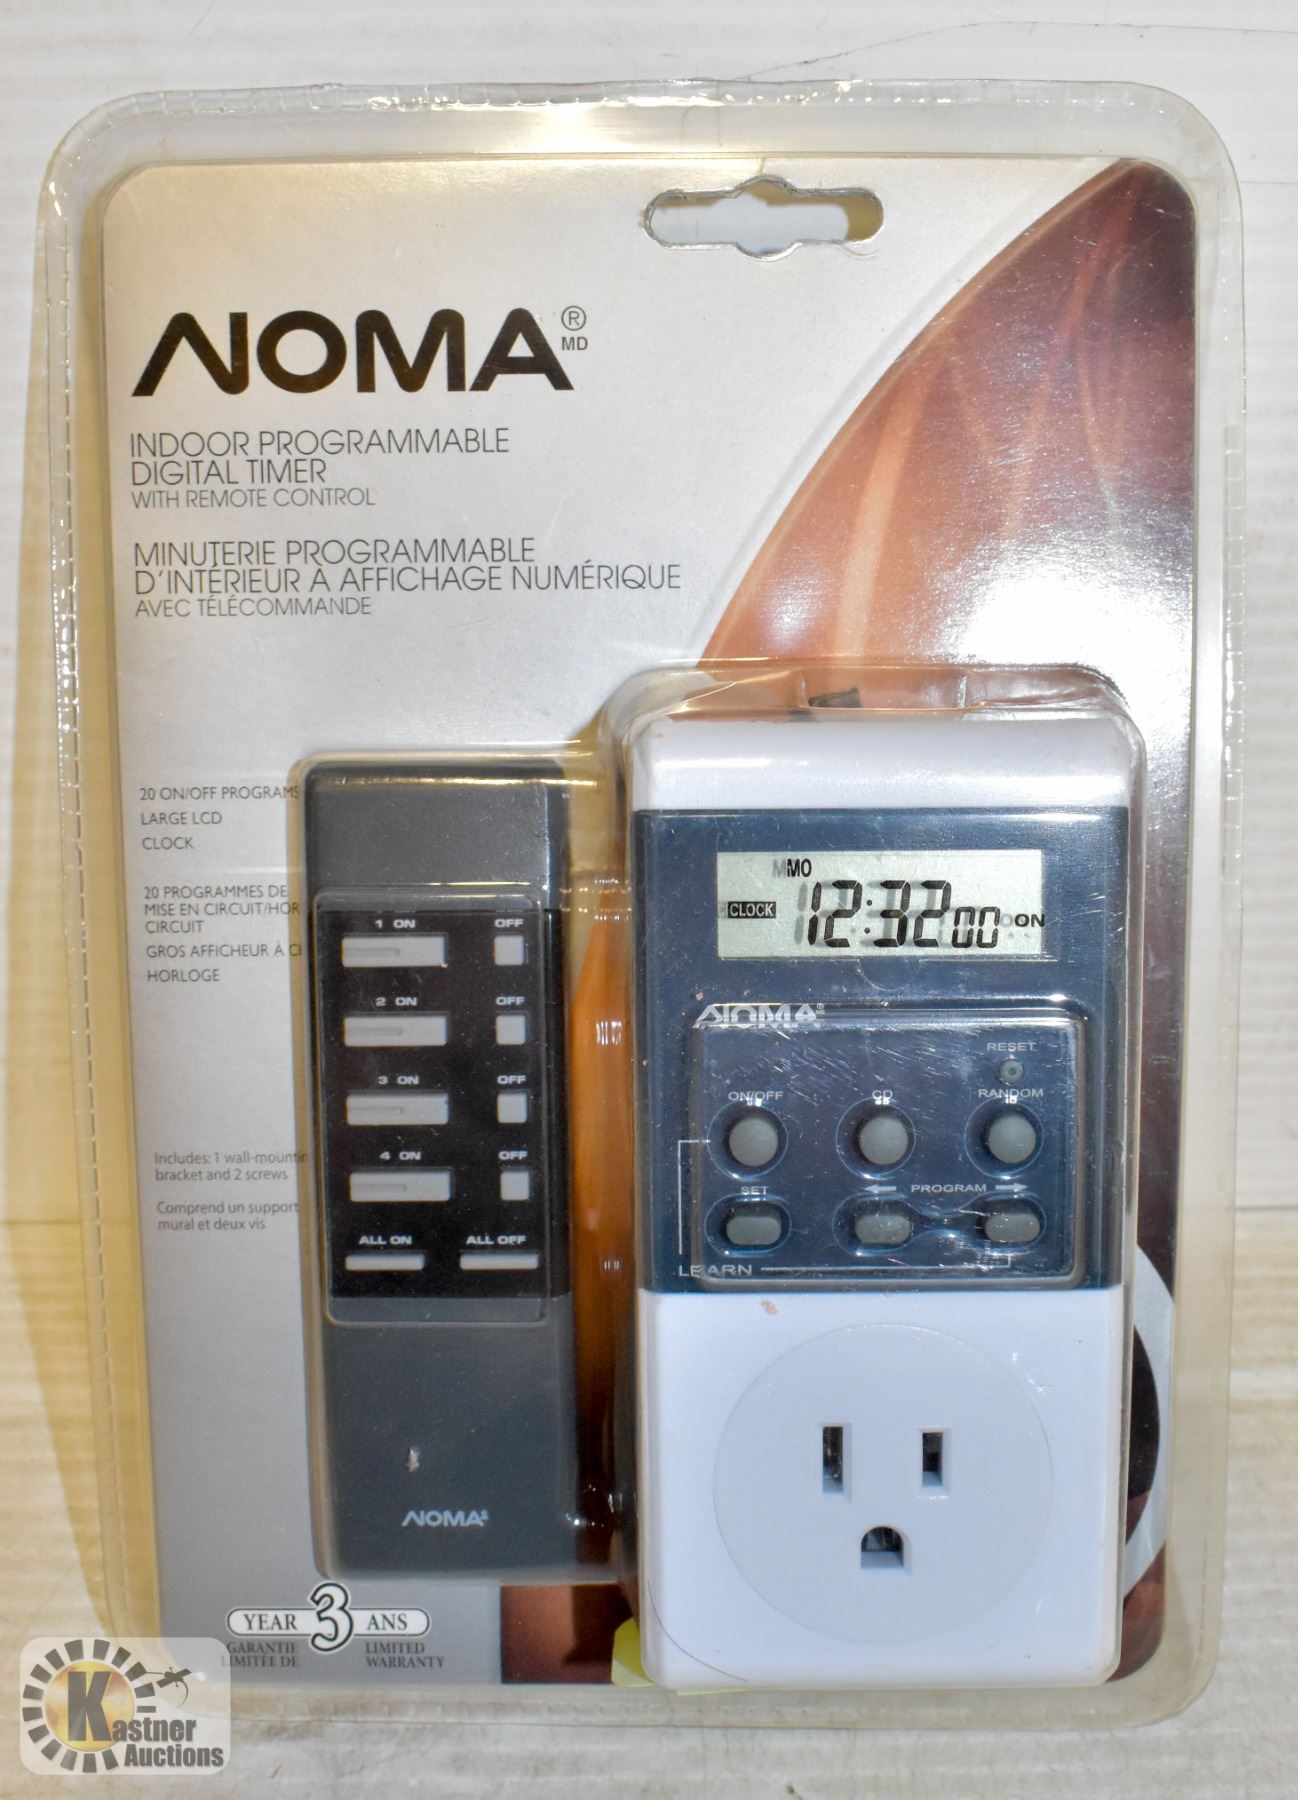 NOMA® MD
INDOOR PROGRAMMABLE
DIGITAL TIMER
WITH REMOTE CONTROL
MINUTERIE PROGRAMMABLE
D'INTÉRIEUR À AFFICHAGE NUMÉRIQUE
AVEC TÉLÉCOMMANDE
20 ON/OFF PROGRAMS
LARGE LCD
CLOCK
20 PROGRAMMES DE
MISE EN CIRCUIT/HOR
CIRCUIT
GROS AFFICHEUR À CI
HORLOGE
Includes: 1 wall-mountin
bracket and 2 screws
Comprend un support
mural et deux vis
1 ON OFF
2 ON OFF
3 ON OFF
4 ON OFF
ALL ON ALL OFF
NOMA
MO
CLOCK 12:32 00 ON
NOMA
RESET
ON/OFF CD RANDOM
SET PROGRAM
LEARN
YEAR 3 ANS
GARANTIE LIMITED
LIMITÉE DE WARRANTY
Kastner
Auctions